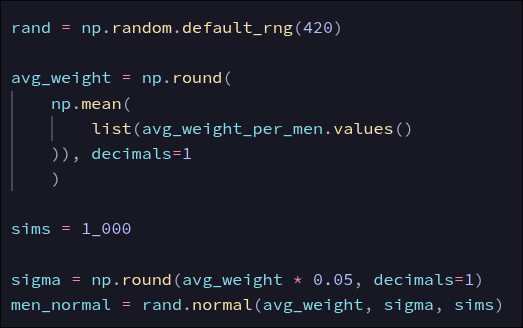 rand = np.random.default_rng(420)
avg_weight = np.round(
    np.mean(
        list(avg_weight_per_men.values()
    )), decimals=1
    )
sims = 1_000
sigma = np.round(avg_weight * 0.05, decimals=1)
men_normal = rand.normal(avg_weight, sigma, sims)